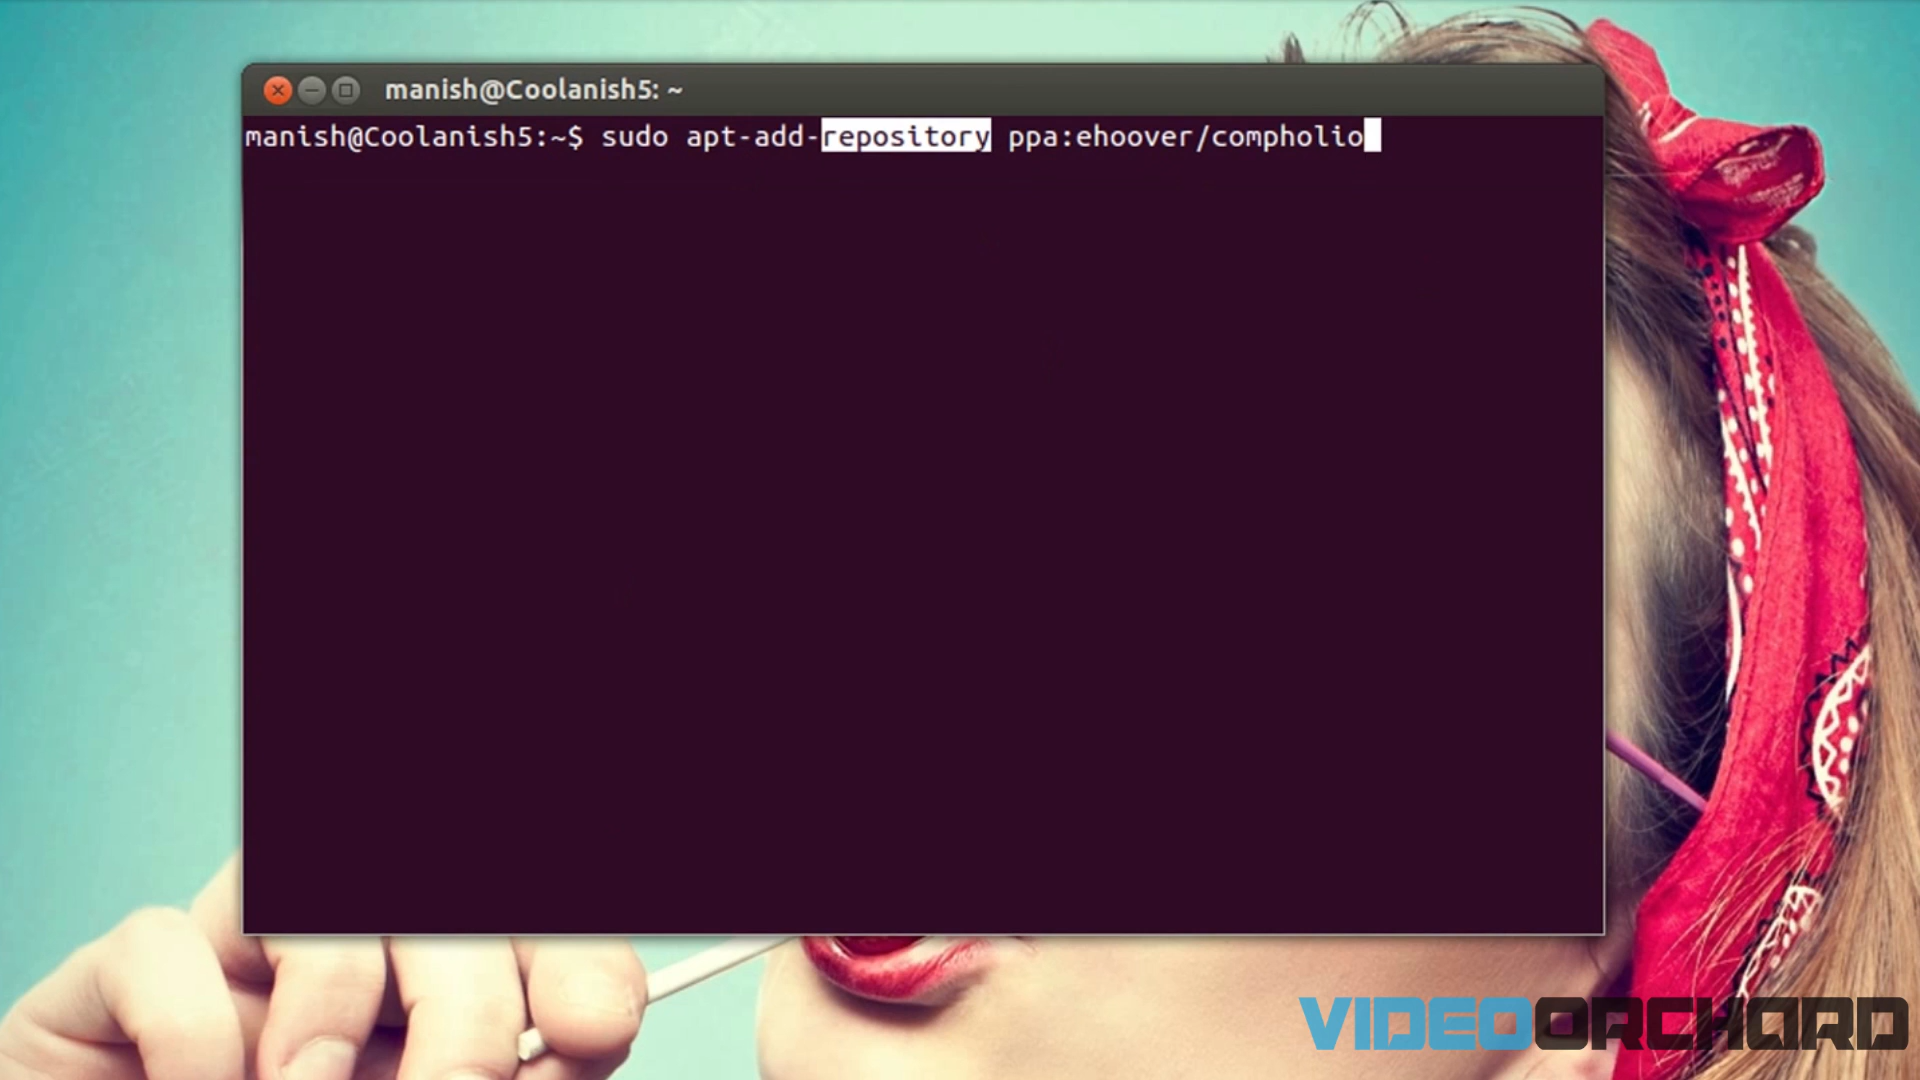 manish@Coolanish5: ~
manish@Coolanish5:~$ sudo apt-add-repository ppa:ehoover/compholio
VIDEOORCHARD